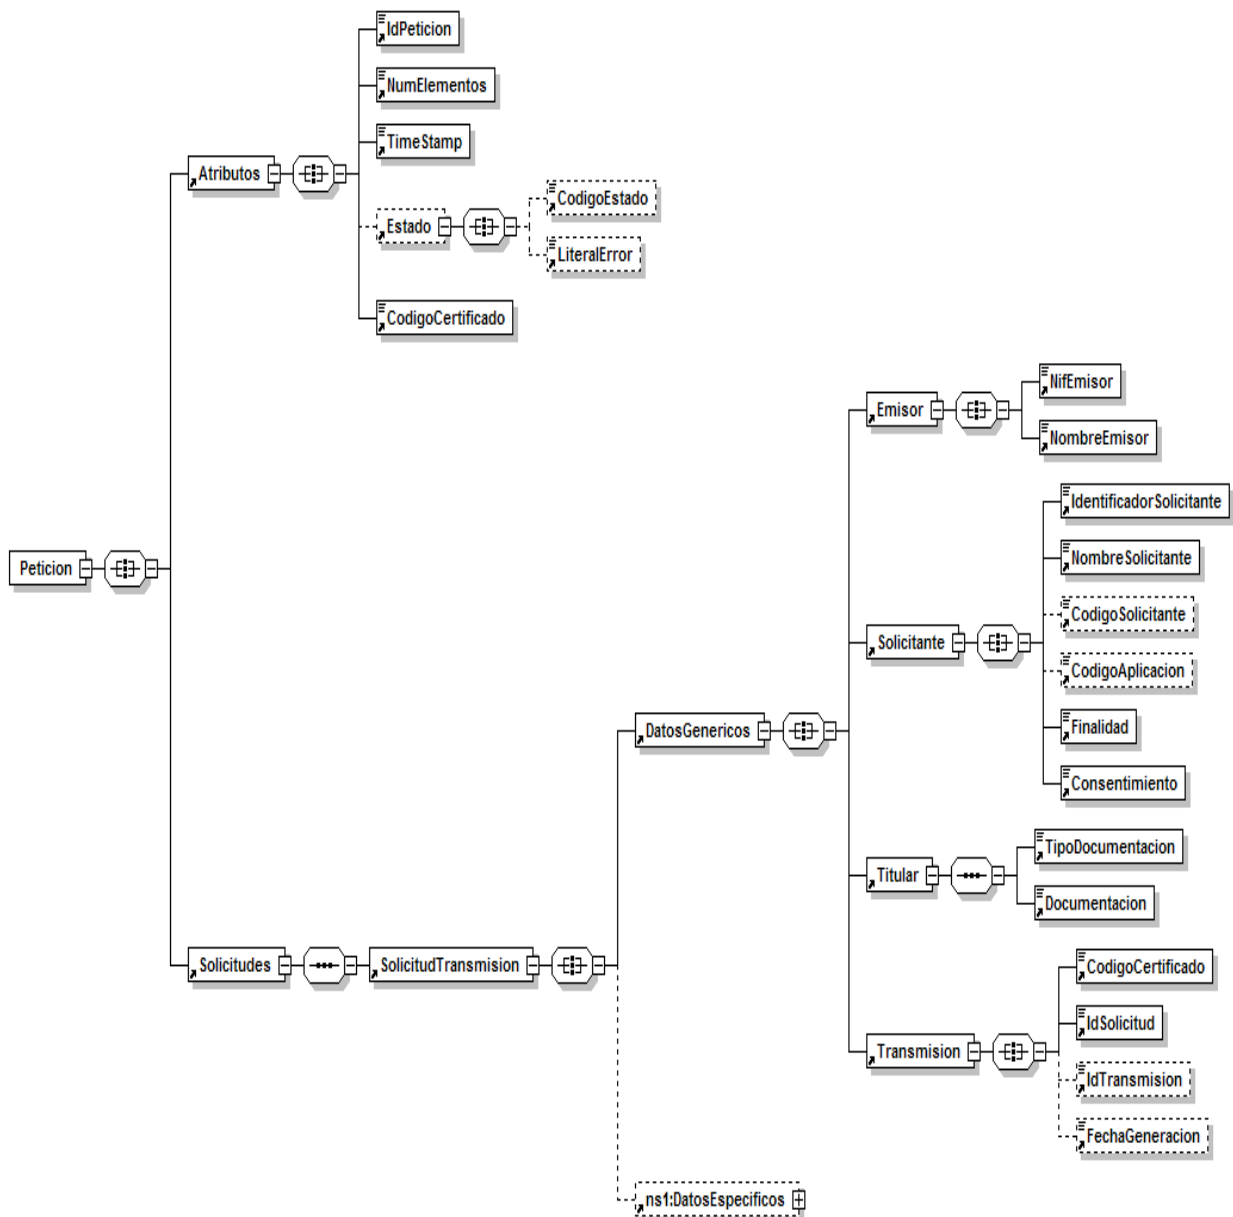 IdPeticion
NumElementos
TimeStamp
Atributos
CodigoEstado
Estado
LiteralError
CodigoCertificado
NifEmisor
Emisor
NombreEmisor
IdentificadorSolicitante
NombreSolicitante
Peticion
CodigoSolicitante
Solicitante
CodigoAplicacion
Finalidad
DatosGenericos
Consentimiento
TipoDocumentacion
Titular
Documentacion
Solicitudes
SolicitudTransmision
CodigoCertificado
IdSolicitud
Transmision
IdTransmision
FechaGeneracion
ns1:DatosEspecificos